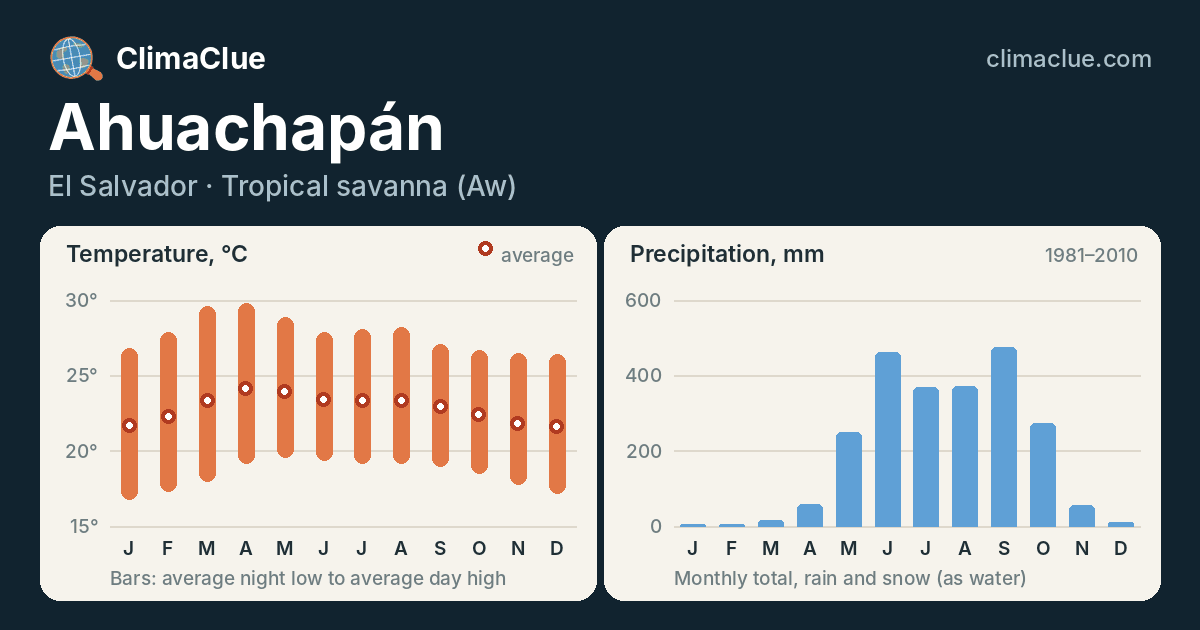 ClimaClue
climaclue.com
Ahuachapán
El Salvador · Tropical savanna (Aw)
Temperature, °C
average
30°
25°
20°
15°
J F M A M J J A S O N D
Bars: average night low to average day high
Precipitation, mm
1981–2010
600
400
200
0
J F M A M J J A S O N D
Monthly total, rain and snow (as water)